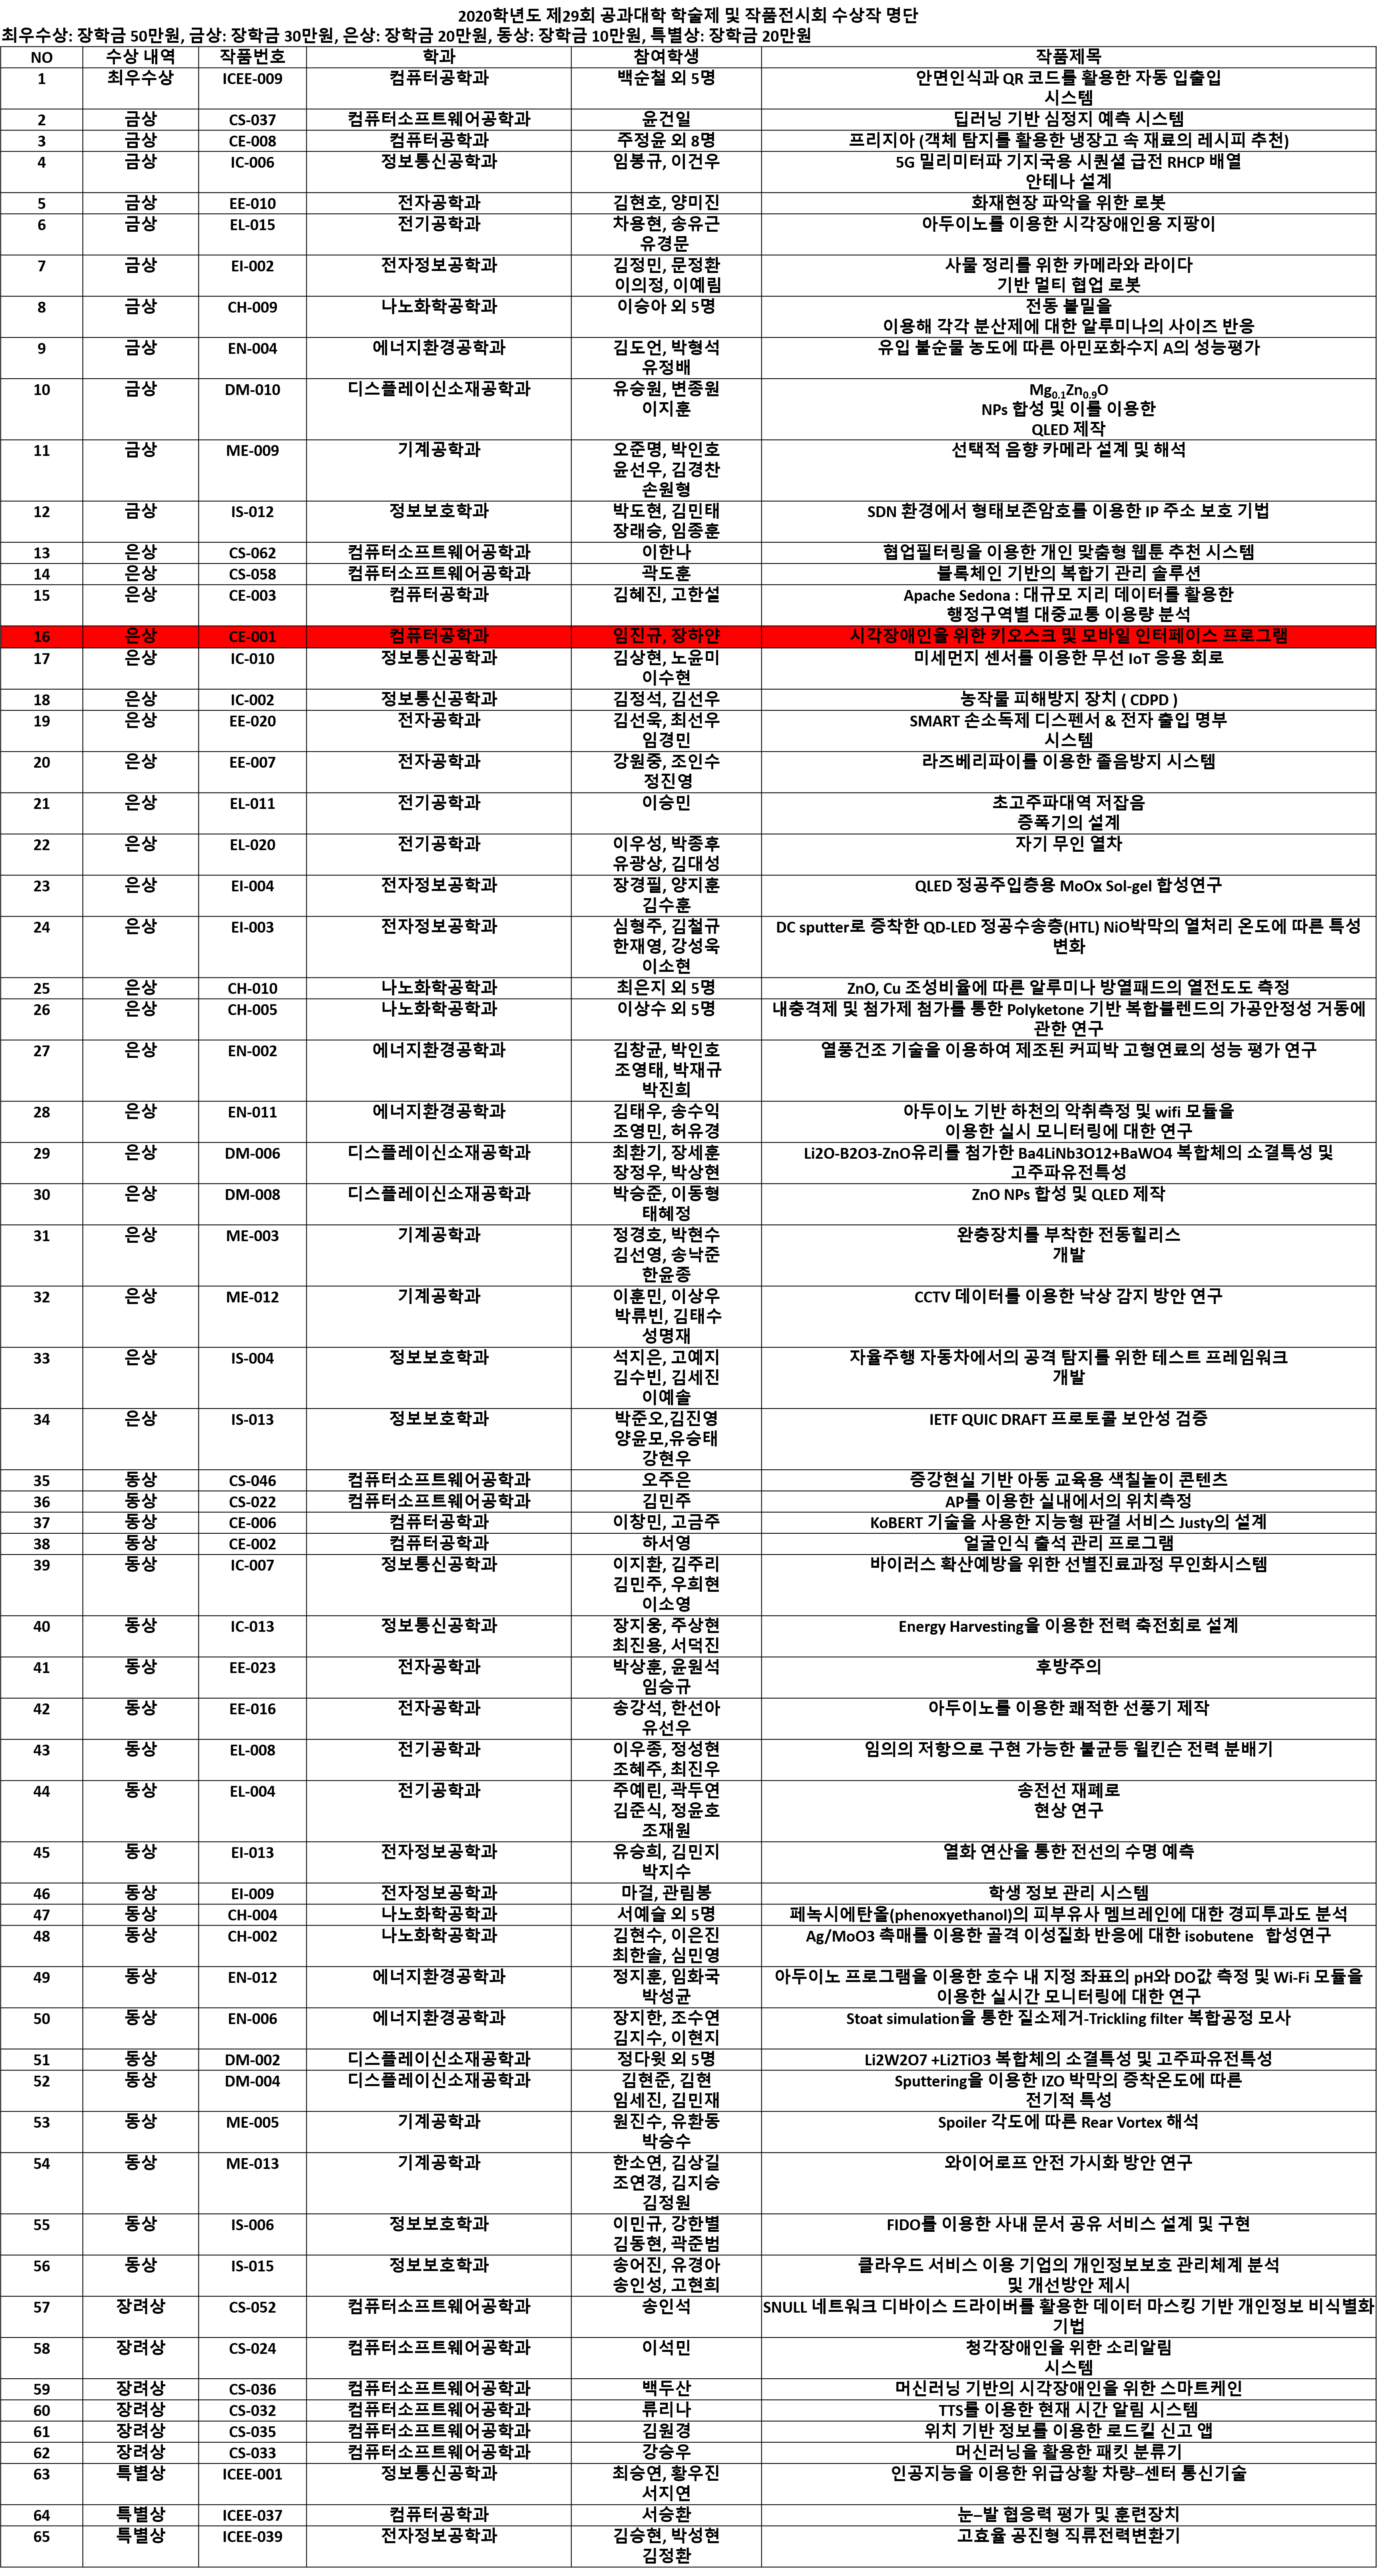 2020학년도 제29회 공과대학 학술제 및 작품전시회 수상작 명단
최우수상: 장학금 50만원, 금상: 장학금 30만원, 은상: 장학금 20만원, 동상: 장학금 10만원, 특별상: 장학금 20만원
NO 수상 내역 작품번호 학과 참여학생 작품제목
1 최우수상 ICEE-009 컴퓨터공학과 백순철 외 5명 안면인식과 QR 코드를 활용한 자동 입출입
시스템
2 금상 CS-037 컴퓨터소프트웨어공학과 윤건일 딥러닝 기반 심정지 예측 시스템
3 금상 CE-008 컴퓨터공학과 주정윤 외 8명 프리지아 (객체 탐지를 활용한 냉장고 속 재료의 레시피 추천)
4 금상 IC-006 정보통신공학과 임봉규, 이건우 5G 밀리미터파 기지국용 시퀀셜 급전 RHCP 배열
안테나 설계
5 금상 EE-010 전자공학과 김현호, 양미진 화재현장 파악을 위한 로봇
6 금상 EL-015 전기공학과 차용현, 송유근 아두이노를 이용한 시각장애인용 지팡이
유경문
7 금상 EI-002 전자정보공학과 김정민, 문정환 사물 정리를 위한 카메라와 라이다
이의정, 이예림 기반 멀티 협업 로봇
8 금상 CH-009 나노화학공학과 이승아 외 5명 전동 볼밀을
이용해 각각 분산제에 대한 알루미나의 사이즈 반응
9 금상 EN-004 에너지환경공학과 김도언, 박형석 유입 불순물 농도에 따른 아민포화수지 A의 성능평가
유정배
10 금상 DM-010 디스플레이신소재공학과 유승원, 변종원 Mg0.1Zn0.9O
이지훈 NPs 합성 및 이를 이용한
QLED 제작
11 금상 ME-009 기계공학과 오준명, 박인호 선택적 음향 카메라 설계 및 해석
윤선우, 김경찬
손원형
12 금상 IS-012 정보보호학과 박도현, 김민태 SDN 환경에서 형태보존암호를 이용한 IP 주소 보호 기법
장래승, 임종훈
13 은상 CS-062 컴퓨터소프트웨어공학과 이한나 협업필터링을 이용한 개인 맞춤형 웹툰 추천 시스템
14 은상 CS-058 컴퓨터소프트웨어공학과 곽도훈 블록체인 기반의 복합기 관리 솔루션
15 은상 CE-003 컴퓨터공학과 김혜진, 고한설 Apache Sedona : 대규모 지리 데이터를 활용한
행정구역별 대중교통 이용량 분석
16 은상 CE-001 컴퓨터공학과 임진규, 장하얀 시각장애인을 위한 키오스크 및 모바일 인터페이스 프로그램
17 은상 IC-010 정보통신공학과 김상현, 노윤미 미세먼지 센서를 이용한 무선 IoT 응용 회로
이수현
18 은상 IC-002 정보통신공학과 김정석, 김선우 농작물 피해방지 장치 ( CDPD )
19 은상 EE-020 전자공학과 김선욱, 최선우 SMART 손소독제 디스펜서 & 전자 출입 명부
임경민 시스템
20 은상 EE-007 전자공학과 강원중, 조인수 라즈베리파이를 이용한 졸음방지 시스템
정진영
21 은상 EL-011 전기공학과 이승민 초고주파대역 저잡음
증폭기의 설계
22 은상 EL-020 전기공학과 이우성, 박종후 자기 무인 열차
유광상, 김대성
23 은상 EI-004 전자정보공학과 장경필, 양지훈 QLED 정공주입층용 MoOx Sol-gel 합성연구
김수훈
24 은상 EI-003 전자정보공학과 심형주, 김철규 DC sputter로 증착한 QD-LED 정공수송층(HTL) NiO박막의 열처리 온도에 따른 특성
한재영, 강성욱 변화
이소현
25 은상 CH-010 나노화학공학과 최은지 외 5명 ZnO, Cu 조성비율에 따른 알루미나 방열패드의 열전도도 측정
26 은상 CH-005 나노화학공학과 이상수 외 5명 내충격제 및 첨가제 첨가를 통한 Polyketone 기반 복합블렌드의 가공안정성 거동에
관한 연구
27 은상 EN-002 에너지환경공학과 김창균, 박인호 열풍건조 기술을 이용하여 제조된 커피박 고형연료의 성능 평가 연구
조영태, 박재규
박진희
28 은상 EN-011 에너지환경공학과 김태우, 송수익 아두이노 기반 하천의 악취측정 및 wifi 모듈을
조영민, 허유경 이용한 실시 모니터링에 대한 연구
29 은상 DM-006 디스플레이신소재공학과 최환기, 장세훈 Li2O-B2O3-ZnO유리를 첨가한 Ba4LiNb3O12+BaWO4 복합체의 소결특성 및
장정우, 박상현 고주파유전특성
30 은상 DM-008 디스플레이신소재공학과 박승준, 이동형 ZnO NPs 합성 및 QLED 제작
태혜정
31 은상 ME-003 기계공학과 정경호, 박현수 완충장치를 부착한 전동힐리스
김선영, 송낙준 개발
한윤종
32 은상 ME-012 기계공학과 이훈민, 이상우 CCTV 데이터를 이용한 낙상 감지 방안 연구
박류빈, 김태수
성명재
33 은상 IS-004 정보보호학과 석지은, 고예지 자율주행 자동차에서의 공격 탐지를 위한 테스트 프레임워크
김수빈, 김세진 개발
이예솔
34 은상 IS-013 정보보호학과 박준오,김진영 IETF QUIC DRAFT 프로토콜 보안성 검증
양윤모,유승태
강현우
35 동상 CS-046 컴퓨터소프트웨어공학과 오주은 증강현실 기반 아동 교육용 색칠놀이 콘텐츠
36 동상 CS-022 컴퓨터소프트웨어공학과 김민주 AP를 이용한 실내에서의 위치측정
37 동상 CE-006 컴퓨터공학과 이창민, 고금주 KoBERT 기술을 사용한 지능형 판결 서비스 Justy의 설계
38 동상 CE-002 컴퓨터공학과 하서영 얼굴인식 출석 관리 프로그램
39 동상 IC-007 정보통신공학과 이지환, 김주리 바이러스 확산예방을 위한 선별진료과정 무인화시스템
김민주, 우희현
이소영
40 동상 IC-013 정보통신공학과 장지웅, 주상현 Energy Harvesting을 이용한 전력 축전회로 설계
최진용, 서덕진
41 동상 EE-023 전자공학과 박상훈, 윤원석 후방주의
임승규
42 동상 EE-016 전자공학과 송강석, 한선아 아두이노를 이용한 쾌적한 선풍기 제작
유선우
43 동상 EL-008 전기공학과 이우종, 정성현 임의의 저항으로 구현 가능한 불균등 윌킨슨 전력 분배기
조혜주, 최진우
44 동상 EL-004 전기공학과 주예린, 곽두연 송전선 재폐로
김준식, 정윤호 현상 연구
조재원
45 동상 EI-013 전자정보공학과 유승희, 김민지 열화 연산을 통한 전선의 수명 예측
박지수
46 동상 EI-009 전자정보공학과 마걸, 관림봉 학생 정보 관리 시스템
47 동상 CH-004 나노화학공학과 서예슬 외 5명 페녹시에탄올(phenoxyethanol)의 피부유사 멤브레인에 대한 경피투과도 분석
48 동상 CH-002 나노화학공학과 김현수, 이은진 Ag/MoO3 촉매를 이용한 골격 이성질화 반응에 대한 isobutene 합성연구
최한솔, 심민영
49 동상 EN-012 에너지환경공학과 정지훈, 임화국 아두이노 프로그램을 이용한 호수 내 지정 좌표의 pH와 DO값 측정 및 Wi-Fi 모듈을
박성균 이용한 실시간 모니터링에 대한 연구
50 동상 EN-006 에너지환경공학과 장지한, 조수연 Stoat simulation을 통한 질소제거-Trickling filter 복합공정 모사
김지수, 이현지
51 동상 DM-002 디스플레이신소재공학과 정다윗 외 5명 Li2W2O7 +Li2TiO3 복합체의 소결특성 및 고주파유전특성
52 동상 DM-004 디스플레이신소재공학과 김현준, 김현 Sputtering을 이용한 IZO 박막의 증착온도에 따른
임세진, 김민재 전기적 특성
53 동상 ME-005 기계공학과 원진수, 유환동 Spoiler 각도에 따른 Rear Vortex 해석
박승수
54 동상 ME-013 기계공학과 한소연, 김상길 와이어로프 안전 가시화 방안 연구
조연경, 김지승
김정원
55 동상 IS-006 정보보호학과 이민규, 강한별 FIDO를 이용한 사내 문서 공유 서비스 설계 및 구현
김동현, 곽준범
56 동상 IS-015 정보보호학과 송어진, 유경아 클라우드 서비스 이용 기업의 개인정보보호 관리체계 분석
송인성, 고현희 및 개선방안 제시
57 장려상 CS-052 컴퓨터소프트웨어공학과 송인석 SNULL 네트워크 디바이스 드라이버를 활용한 데이터 마스킹 기반 개인정보 비식별화
기법
58 장려상 CS-024 컴퓨터소프트웨어공학과 이석민 청각장애인을 위한 소리알림
시스템
59 장려상 CS-036 컴퓨터소프트웨어공학과 백두산 머신러닝 기반의 시각장애인을 위한 스마트케인
60 장려상 CS-032 컴퓨터소프트웨어공학과 류리나 TTS를 이용한 현재 시간 알림 시스템
61 장려상 CS-035 컴퓨터소프트웨어공학과 김원경 위치 기반 정보를 이용한 로드킬 신고 앱
62 장려상 CS-033 컴퓨터소프트웨어공학과 강승우 머신러닝을 활용한 패킷 분류기
63 특별상 ICEE-001 정보통신공학과 최승연, 황우진 인공지능을 이용한 위급상황 차량–센터 통신기술
서지연
64 특별상 ICEE-037 컴퓨터공학과 서승환 눈–발 협응력 평가 및 훈련장치
65 특별상 ICEE-039 전자정보공학과 김승현, 박성현 고효율 공진형 직류전력변환기
김정환